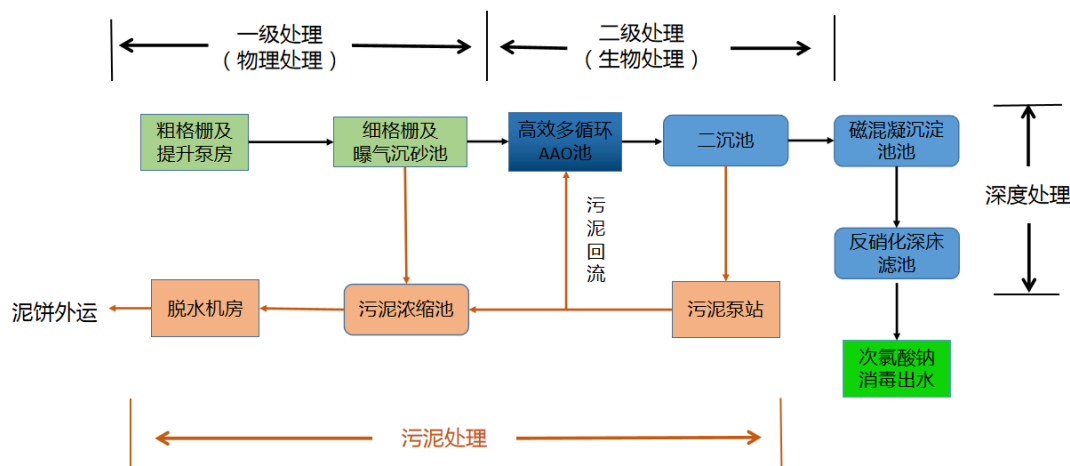 一级处理
（物理处理）
二级处理
（生物处理）
粗格栅及
提升泵房
细格栅及
曝气沉砂池
高效多循环
AAO池
二沉池
磁混凝沉淀
池池
深度处理
污
泥
回
流
反硝化深床
滤池
泥饼外运
脱水机房
污泥浓缩池
污泥泵站
次氯酸钠
消毒出水
污泥处理